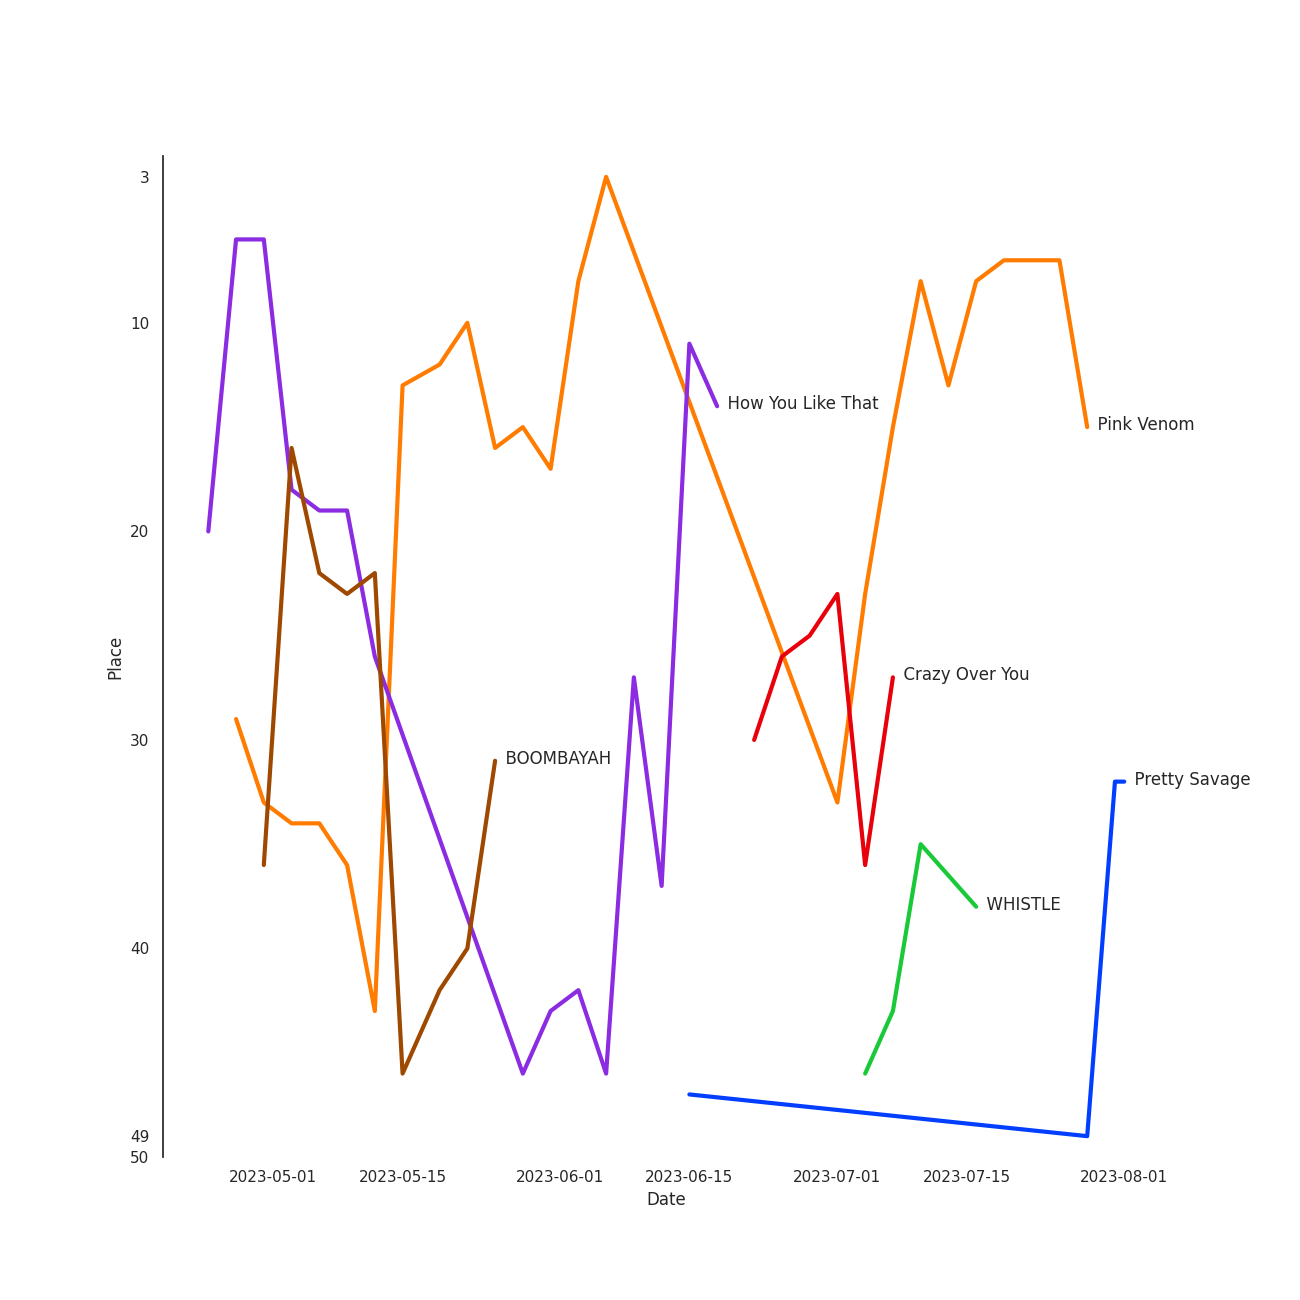 3
10
How You Like That
Pink Venom
20
Place
Crazy Over You
30
BOOMBAYAH
Pretty Savage
WHISTLE
40
49
50
2023-05-01 2023-05-15 2023-06-01 2023-06-15 2023-07-01 2023-07-15 2023-08-01
Date